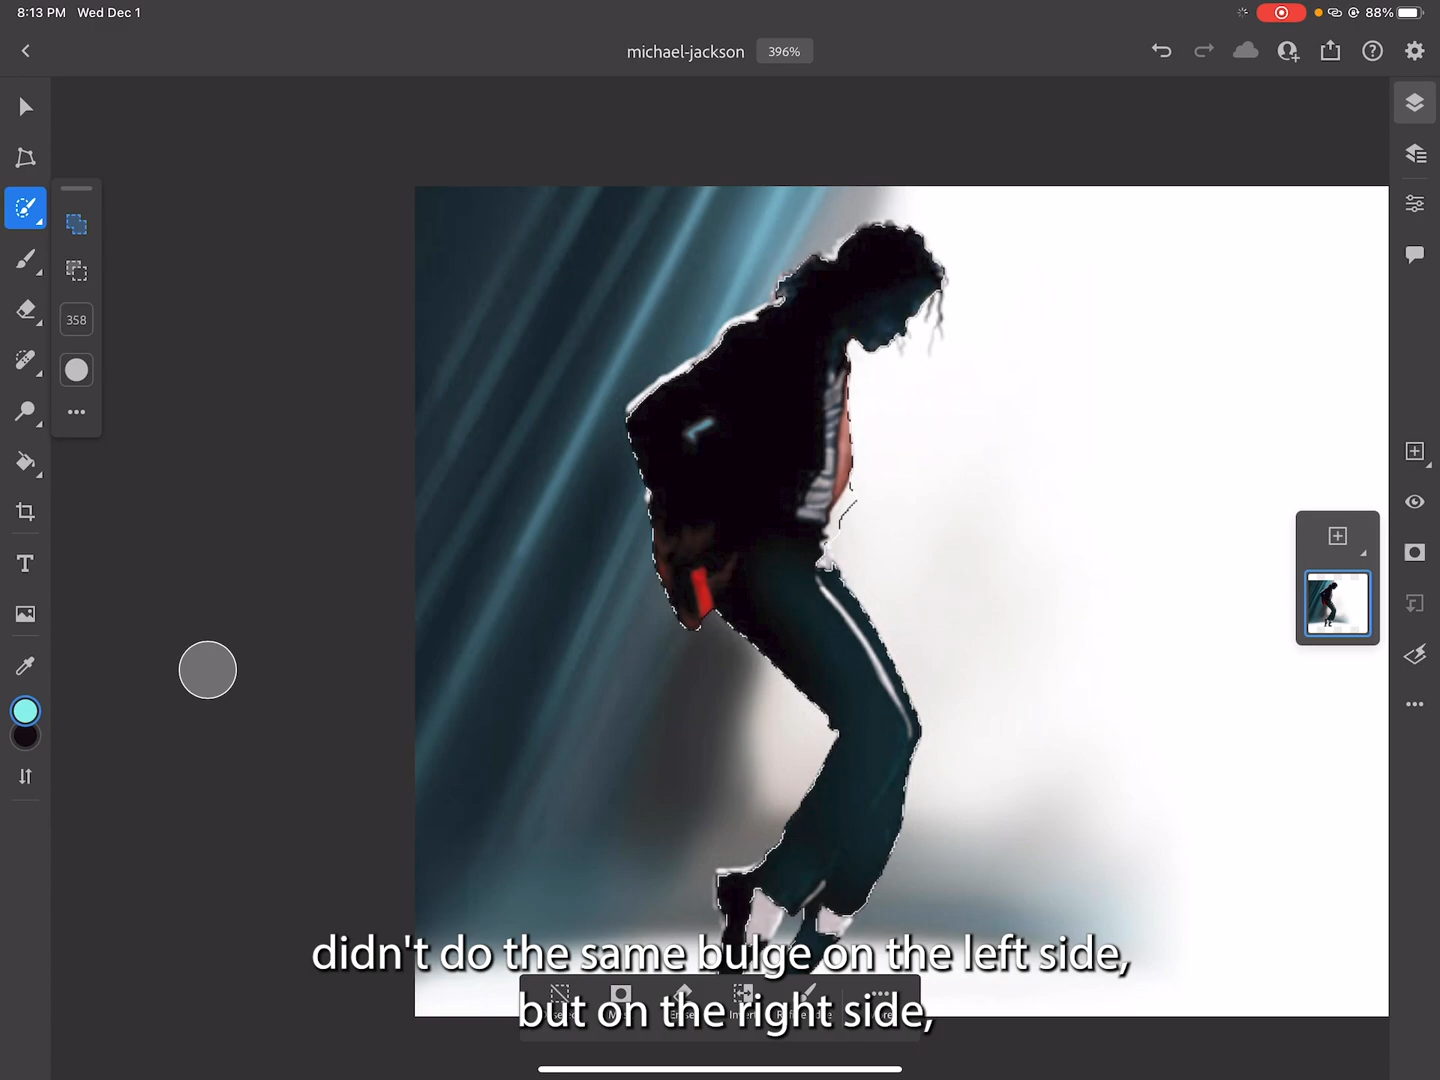 8:13 PM Wed Dec 1
88%
michael-jackson
396%
358
T
didn't do the same bulge on the left side,
but on the right side,